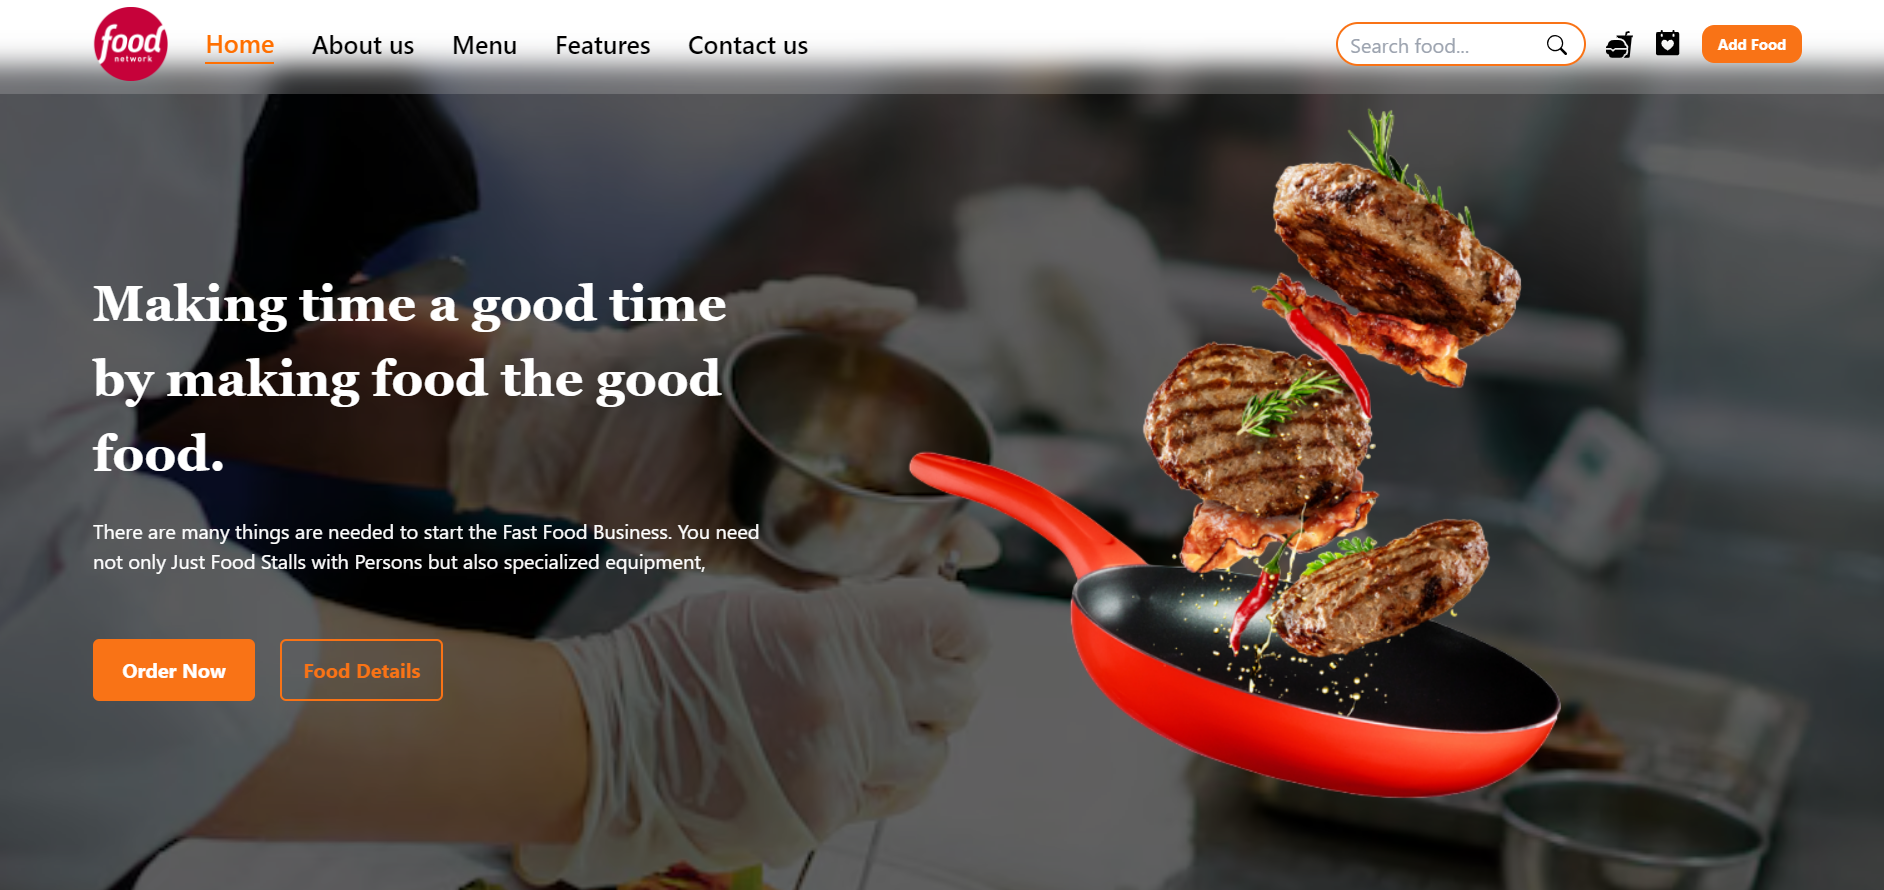 food
network
Home
About us
Menu
Features
Contact us
Search food...
Add Food
Making time a good time
by making food the good
food.
There are many things are needed to start the Fast Food Business. You need
not only Just Food Stalls with Persons but also specialized equipment,
Order Now
Food Details